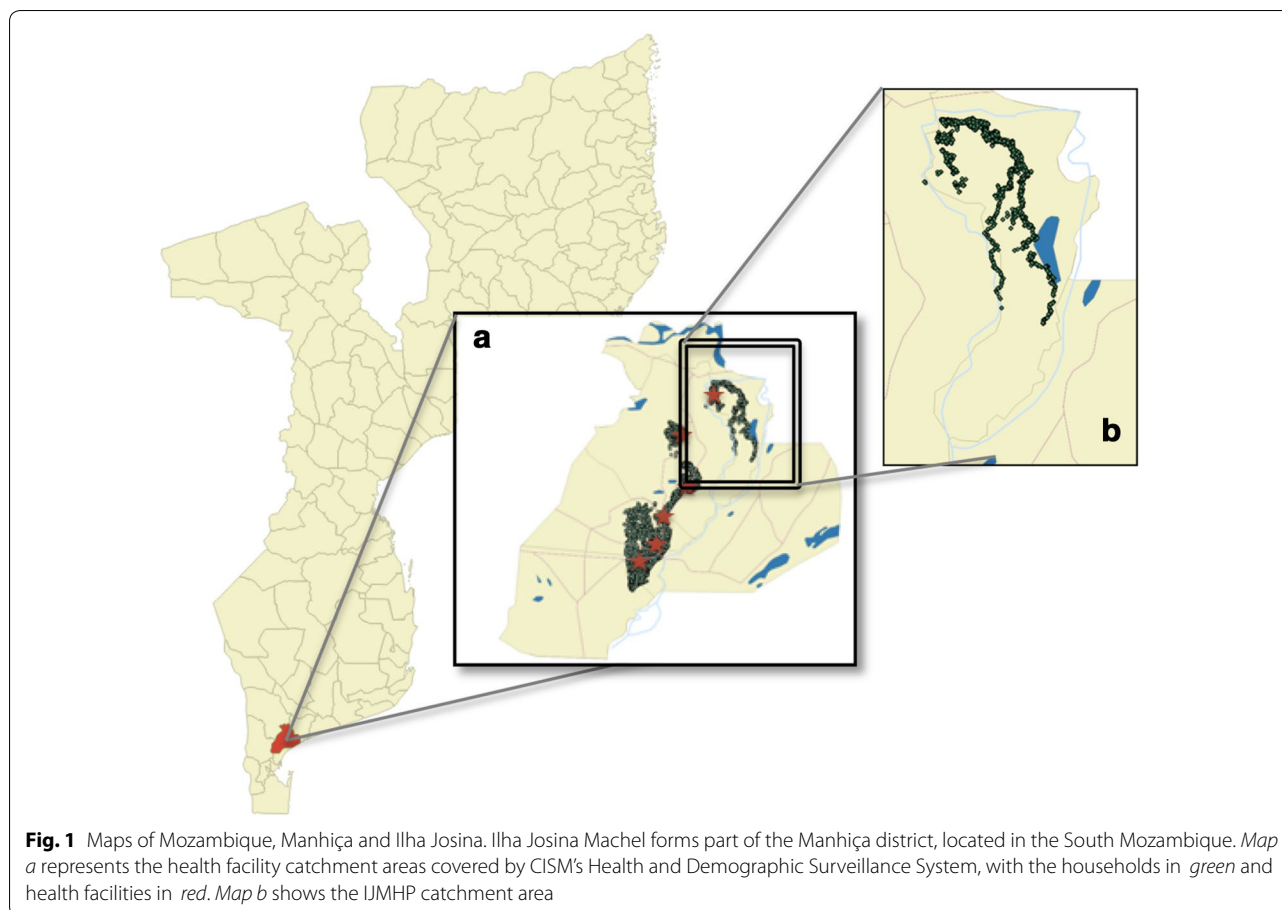 a
b
Fig. 1 Maps of Mozambique, Manhiça and Ilha Josina. Ilha Josina Machel forms part of the Manhiça district, located in the South Mozambique. Map
a represents the health facility catchment areas covered by CISM's Health and Demographic Surveillance System, with the households in green and
health facilities in red. Map b shows the IJMHP catchment area